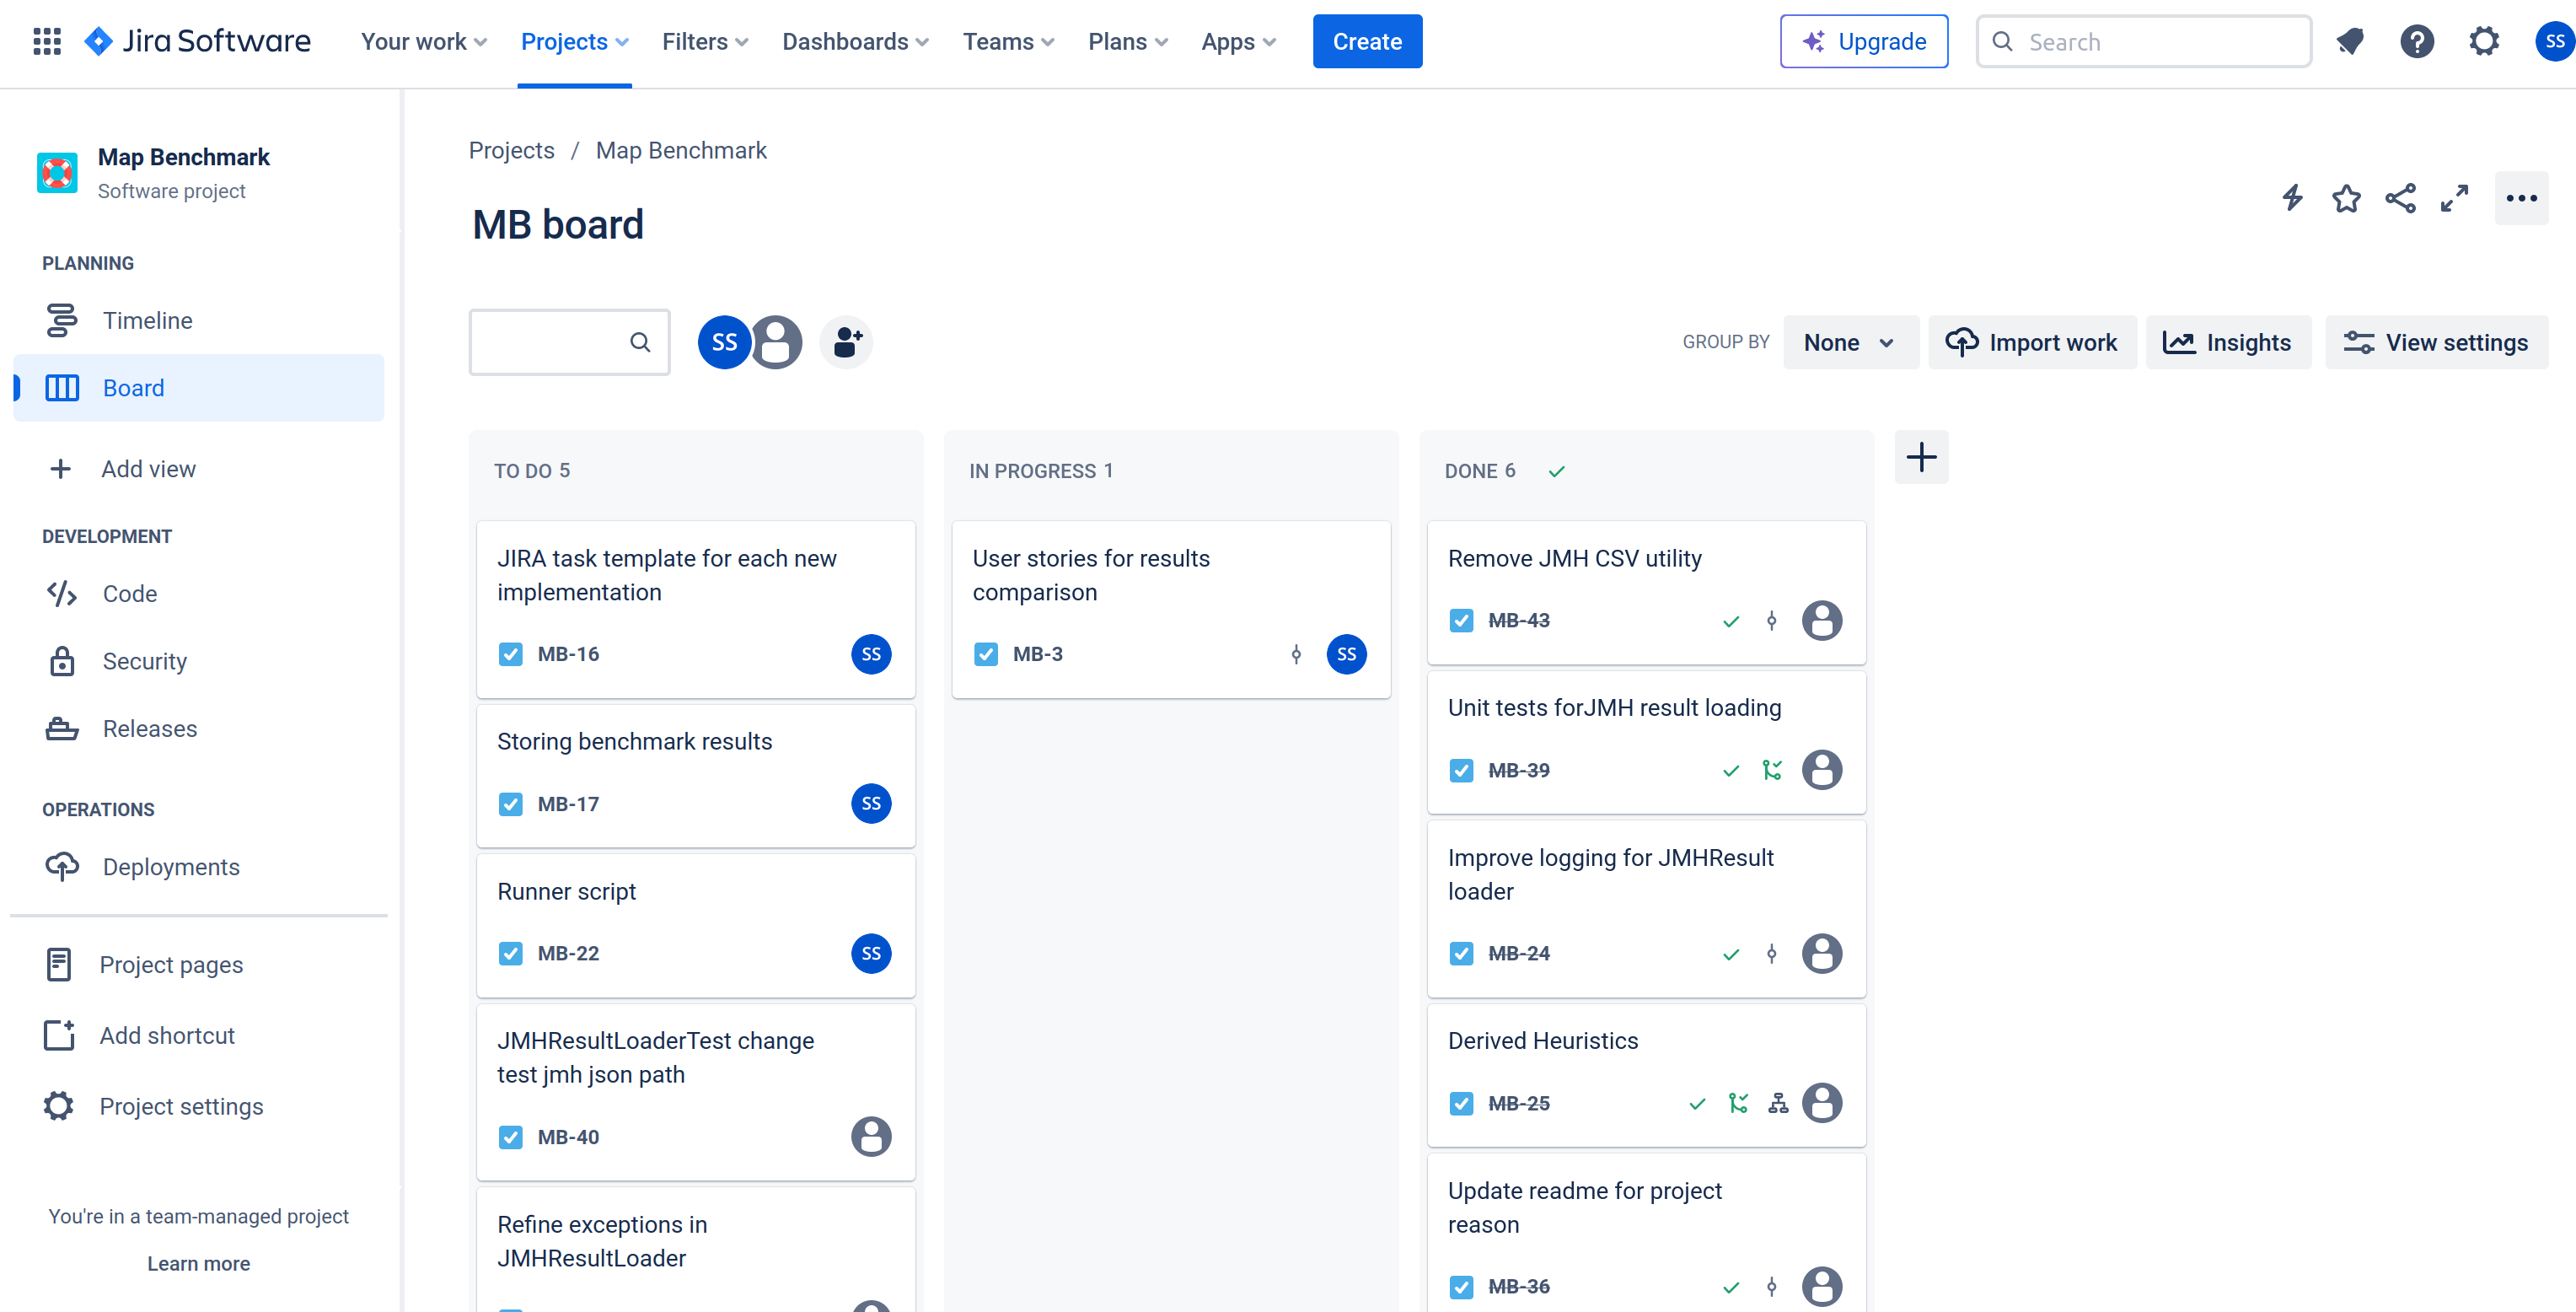 Jira Software
Your work
Projects
Filters
Dashboards
Teams
Plans
Apps
Create
Upgrade
Search
SS
Map Benchmark
Software project
PLANNING
Timeline
Board
Add view
DEVELOPMENT
Code
Security
Releases
OPERATIONS
Deployments
Project pages
Add shortcut
Project settings
You're in a team-managed project
Learn more
Projects / Map Benchmark
MB board
SS
GROUP BY
None
Import work
Insights
View settings
TO DO 5
JIRA task template for each new
implementation
MB-16
SS
Storing benchmark results
MB-17
SS
Runner script
MB-22
SS
JMHResultLoaderTest change
test jmh json path
MB-40
Refine exceptions in
JMHResultLoader
IN PROGRESS 1
User stories for results
comparison
MB-3
SS
DONE 6
Remove JMH CSV utility
MB-43
Unit tests forJMH result loading
MB-39
Improve logging for JMHResult
loader
MB-24
Derived Heuristics
MB-25
Update readme for project
reason
MB-36